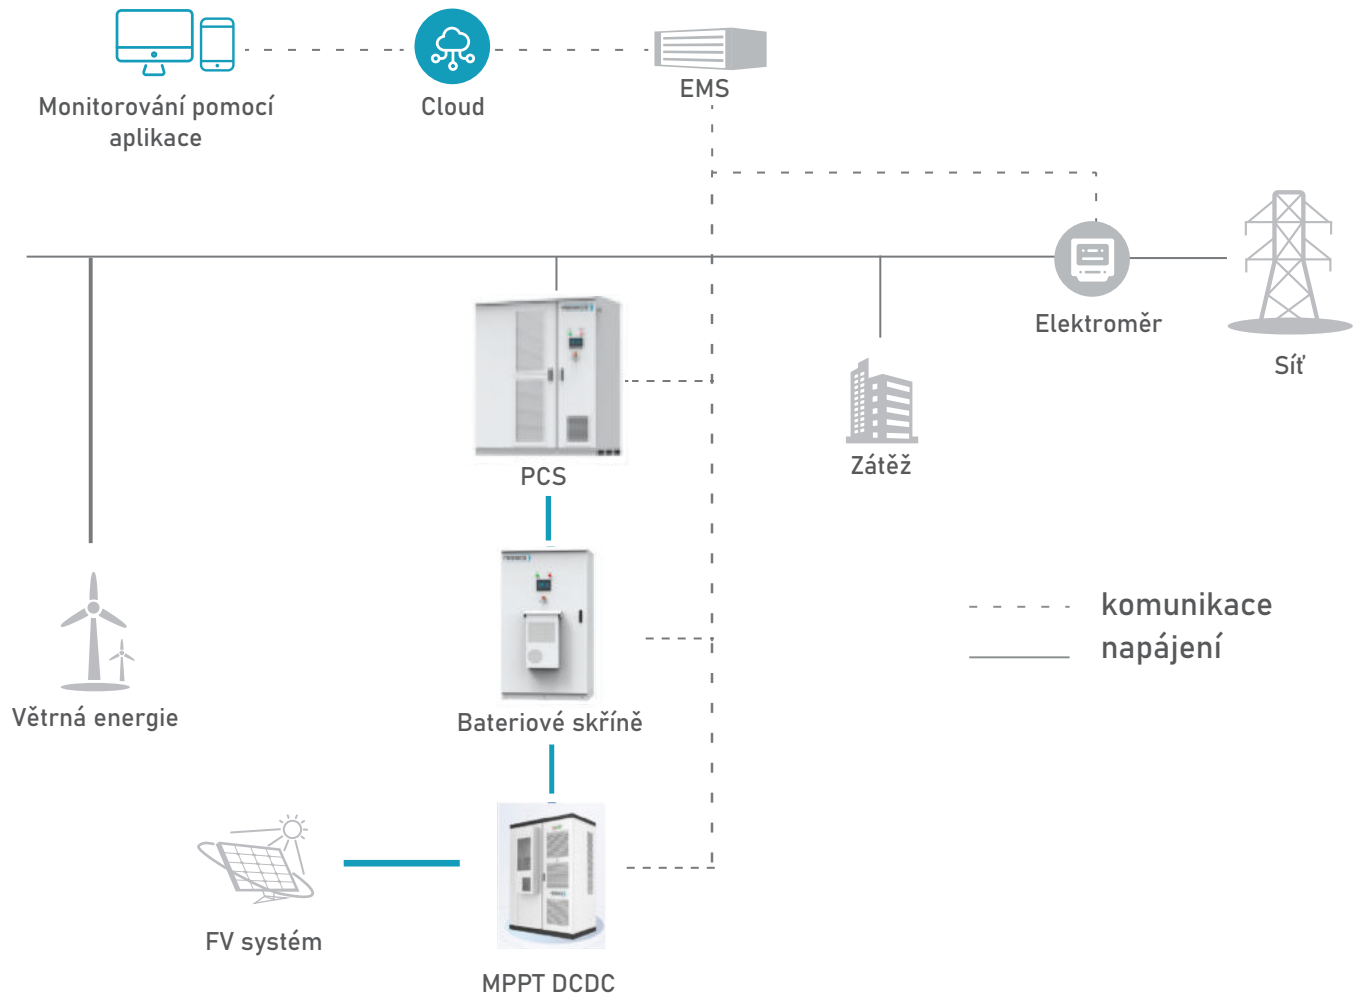 EMS
Monitorování pomocí
aplikace
Cloud
Elektroměr
Síť
Zátěž
PCS
komunikace
napájení
Větrná energie
Bateriové skříně
FV systém
MPPT DCDC